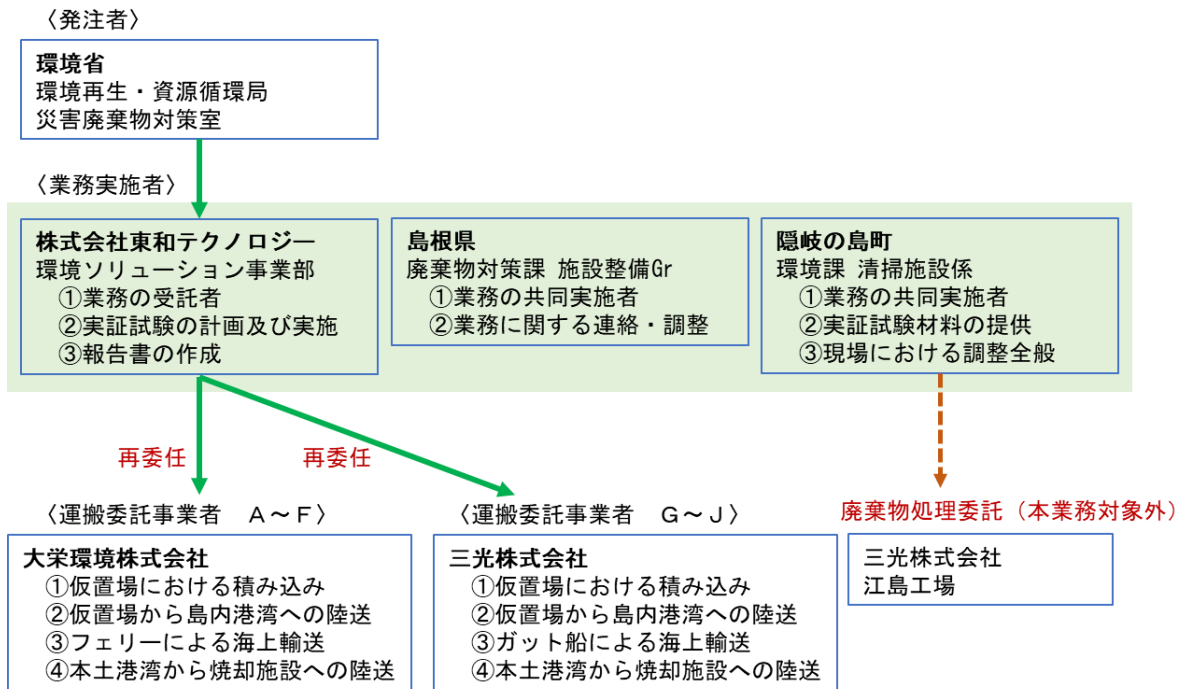 〈発注者〉
環境省
環境再生・資源循環局
災害廃棄物対策室
〈業務実施者〉
株式会社東和テクノロジー
環境ソリューション事業部
①業務の受託者
②実証試験の計画及び実施
③報告書の作成
島根県
廃棄物対策課 施設整備Gr
①業務の共同実施者
②業務に関する連絡・調整
隠岐の島町
環境課 清掃施設係
①業務の共同実施者
②実証試験材料の提供
③現場における調整全般
再委任
再委任
〈運搬委託事業者　Ａ～Ｆ〉
大栄環境株式会社
①仮置場における積み込み
②仮置場から島内港湾への陸送
③フェリーによる海上輸送
④本土港湾から焼却施設への陸送
〈運搬委託事業者　Ｇ～Ｊ〉
三光株式会社
①仮置場における積み込み
②仮置場から島内港湾への陸送
③ガット船による海上輸送
④本土港湾から焼却施設への陸送
廃棄物処理委託（本業務対象外）
三光株式会社
江島工場